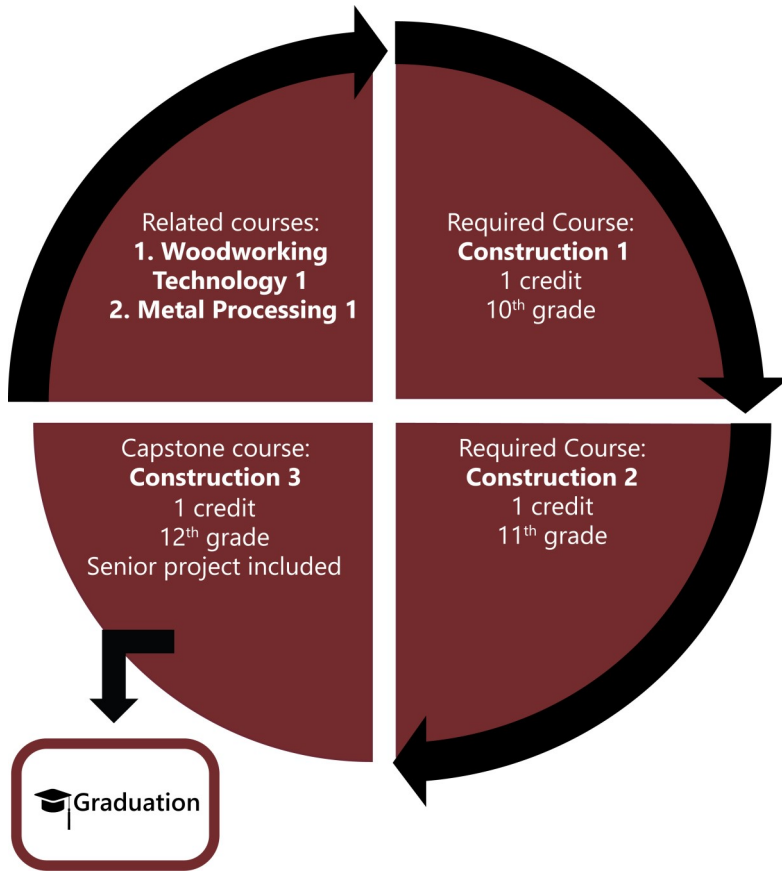 Related courses:
1. Woodworking
Technology 1
2. Metal Processing 1
Required Course:
Construction 1
1 credit
10th grade
Required Course:
Construction 2
1 credit
11th grade
Capstone course:
Construction 3
1 credit
12th grade
Senior project included
Graduation